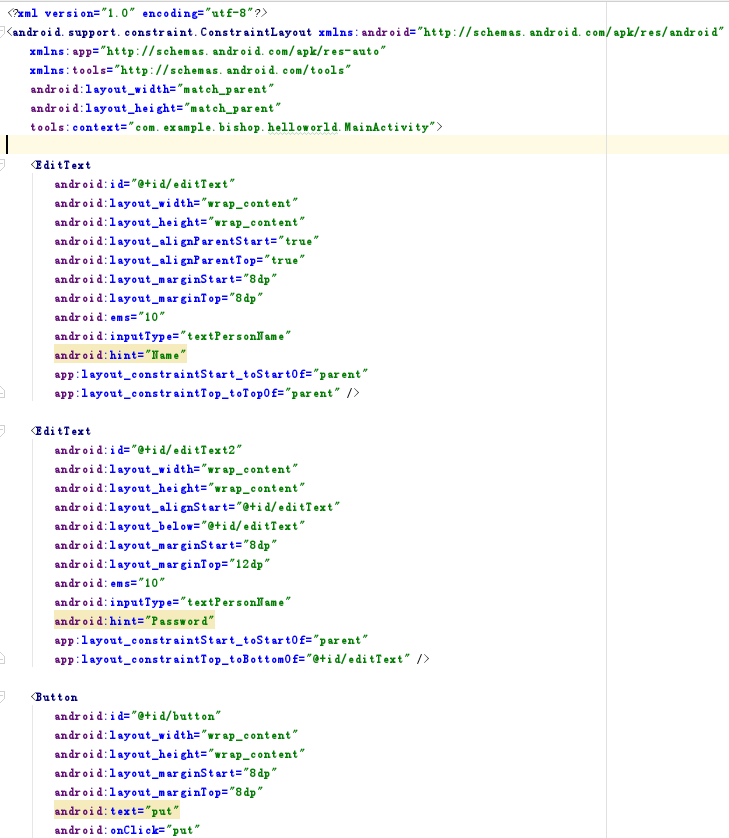 <?xml version="1.0" encoding="utf-8"?>
<android.support.constraint.ConstraintLayout xmlns:android="http://schemas.android.com/apk/res/android"
xmlns:app="http://schemas.android.com/apk/res-auto"
xmlns:tools="http://schemas.android.com/tools"
android:layout_width="match_parent"
android:layout_height="match_parent"
tools:context="com.example.bishop.helloworld.MainActivity">
<EditText
android:id="@+id/editText"
android:layout_width="wrap_content"
android:layout_height="wrap_content"
android:layout_alignParentStart="true"
android:layout_alignParentTop="true"
android:layout_marginStart="8dp"
android:layout_marginTop="8dp"
android:ems="10"
android:inputType="textPersonName"
android:hint="Name"
app:layout_constraintStart_toStartOf="parent"
app:layout_constraintTop_toTopOf="parent" />
<EditText
android:id="@+id/editText2"
android:layout_width="wrap_content"
android:layout_height="wrap_content"
android:layout_alignStart="@+id/editText"
android:layout_below="@+id/editText"
android:layout_marginStart="8dp"
android:layout_marginTop="12dp"
android:ems="10"
android:inputType="textPersonName"
android:hint="Password"
app:layout_constraintStart_toStartOf="parent"
app:layout_constraintTop_toBottomOf="@+id/editText" />
<Button
android:id="@+id/button"
android:layout_width="wrap_content"
android:layout_height="wrap_content"
android:layout_marginStart="8dp"
android:layout_marginTop="8dp"
android:text="put"
android:onClick="put"